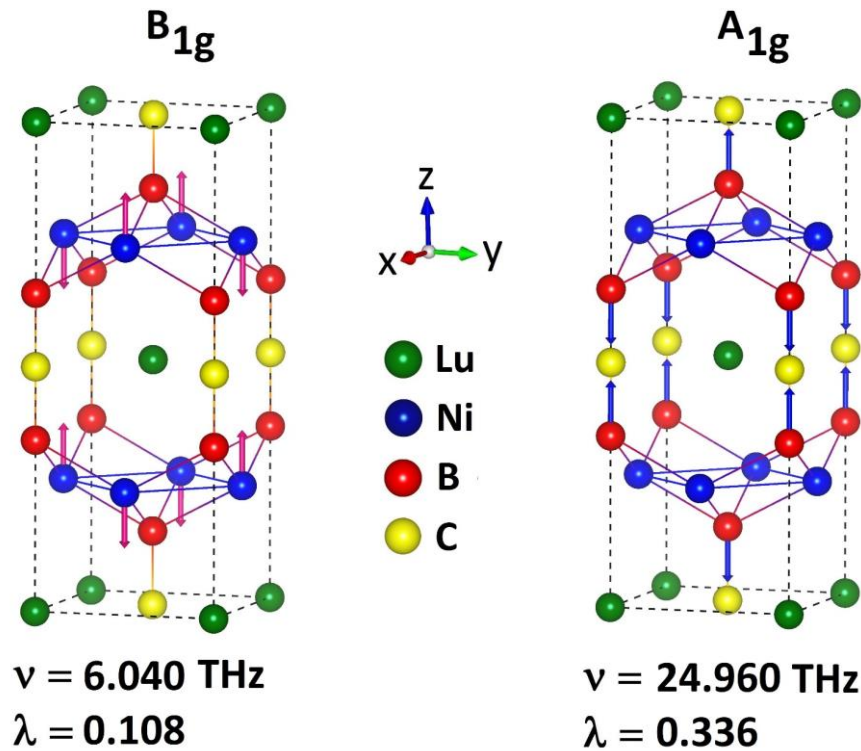 B1g
A1g
z
x
y
Lu
Ni
B
C
ν = 6.040 THz
λ = 0.108
ν = 24.960 THz
λ = 0.336